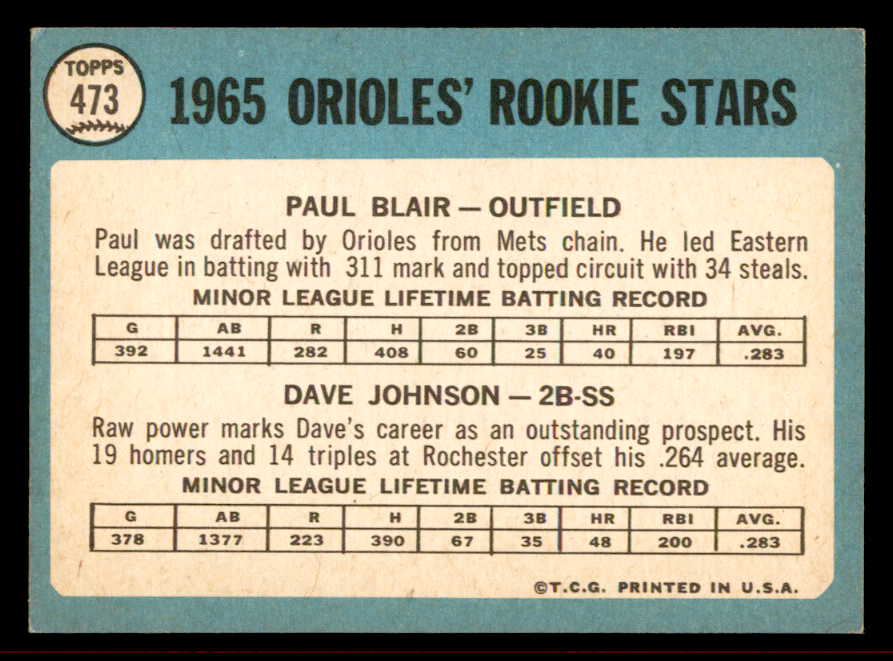 TOPPS
473
1965 ORIOLES' ROOKIE STARS
PAUL BLAIR — OUTFIELD
Paul was drafted by Orioles from Mets chain. He led Eastern
League in batting with 311 mark and topped circuit with 34 steals.
MINOR LEAGUE LIFETIME BATTING RECORD
G AB R H 2B 3B HR RBI AVG.
392 1441 282 408 60 25 40 197 .283
DAVE JOHNSON — 2B-SS
Raw power marks Dave's career as an outstanding prospect. His
19 homers and 14 triples at Rochester offset his .264 average.
MINOR LEAGUE LIFETIME BATTING RECORD
G AB R H 2B 3B HR RBI AVG.
378 1377 223 390 67 35 48 200 .283
©T.C.G. PRINTED IN U.S.A.